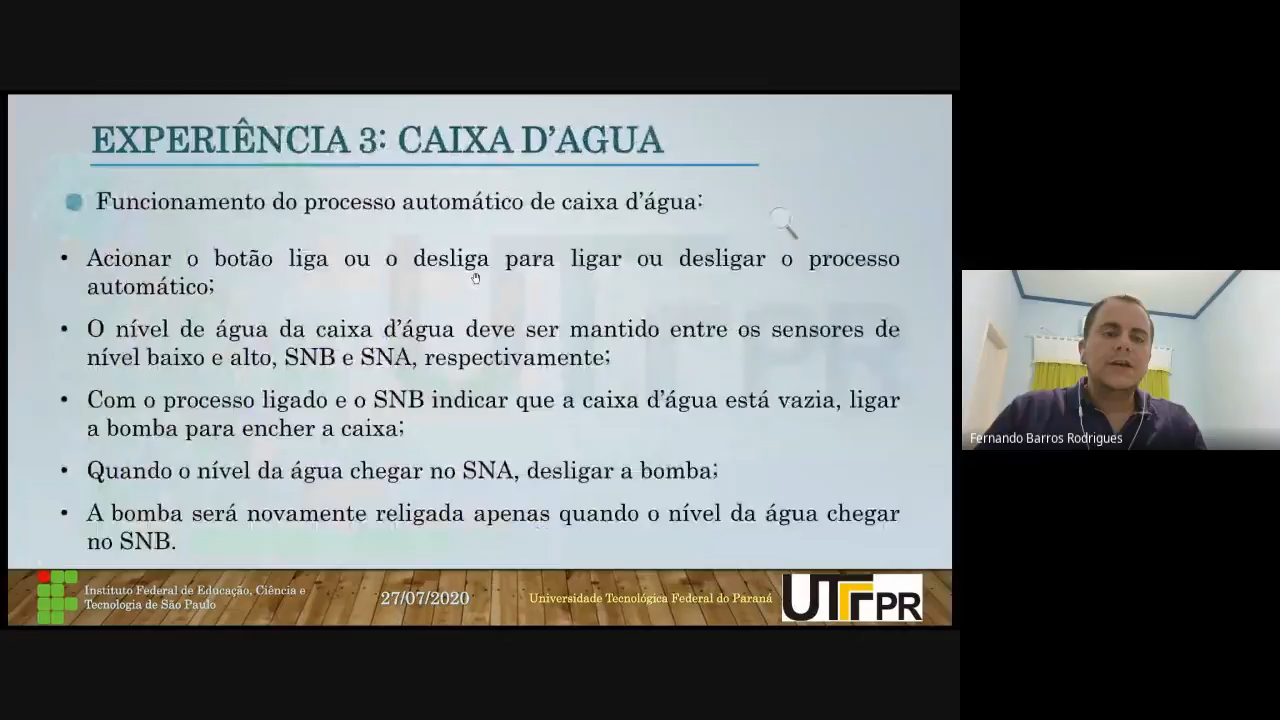 EXPERIÊNCIA 3: CAIXA D’AGUA
Funcionamento do processo automático de caixa d’água:
• Acionar o botão liga ou o desliga para ligar ou desligar o processo
automático;
• O nível de água da caixa d’água deve ser mantido entre os sensores de
nível baixo e alto, SNB e SNA, respectivamente;
• Com o processo ligado e o SNB indicar que a caixa d’água está vazia, ligar
a bomba para encher a caixa;
• Quando o nível da água chegar no SNA, desligar a bomba;
• A bomba será novamente religada apenas quando o nível da água chegar
no SNB.
Instituto Federal de Educação, Ciência e
Tecnologia de São Paulo
27/07/2020
Universidade Tecnológica Federal do Paraná
UTFPR
Fernando Barros Rodrigues